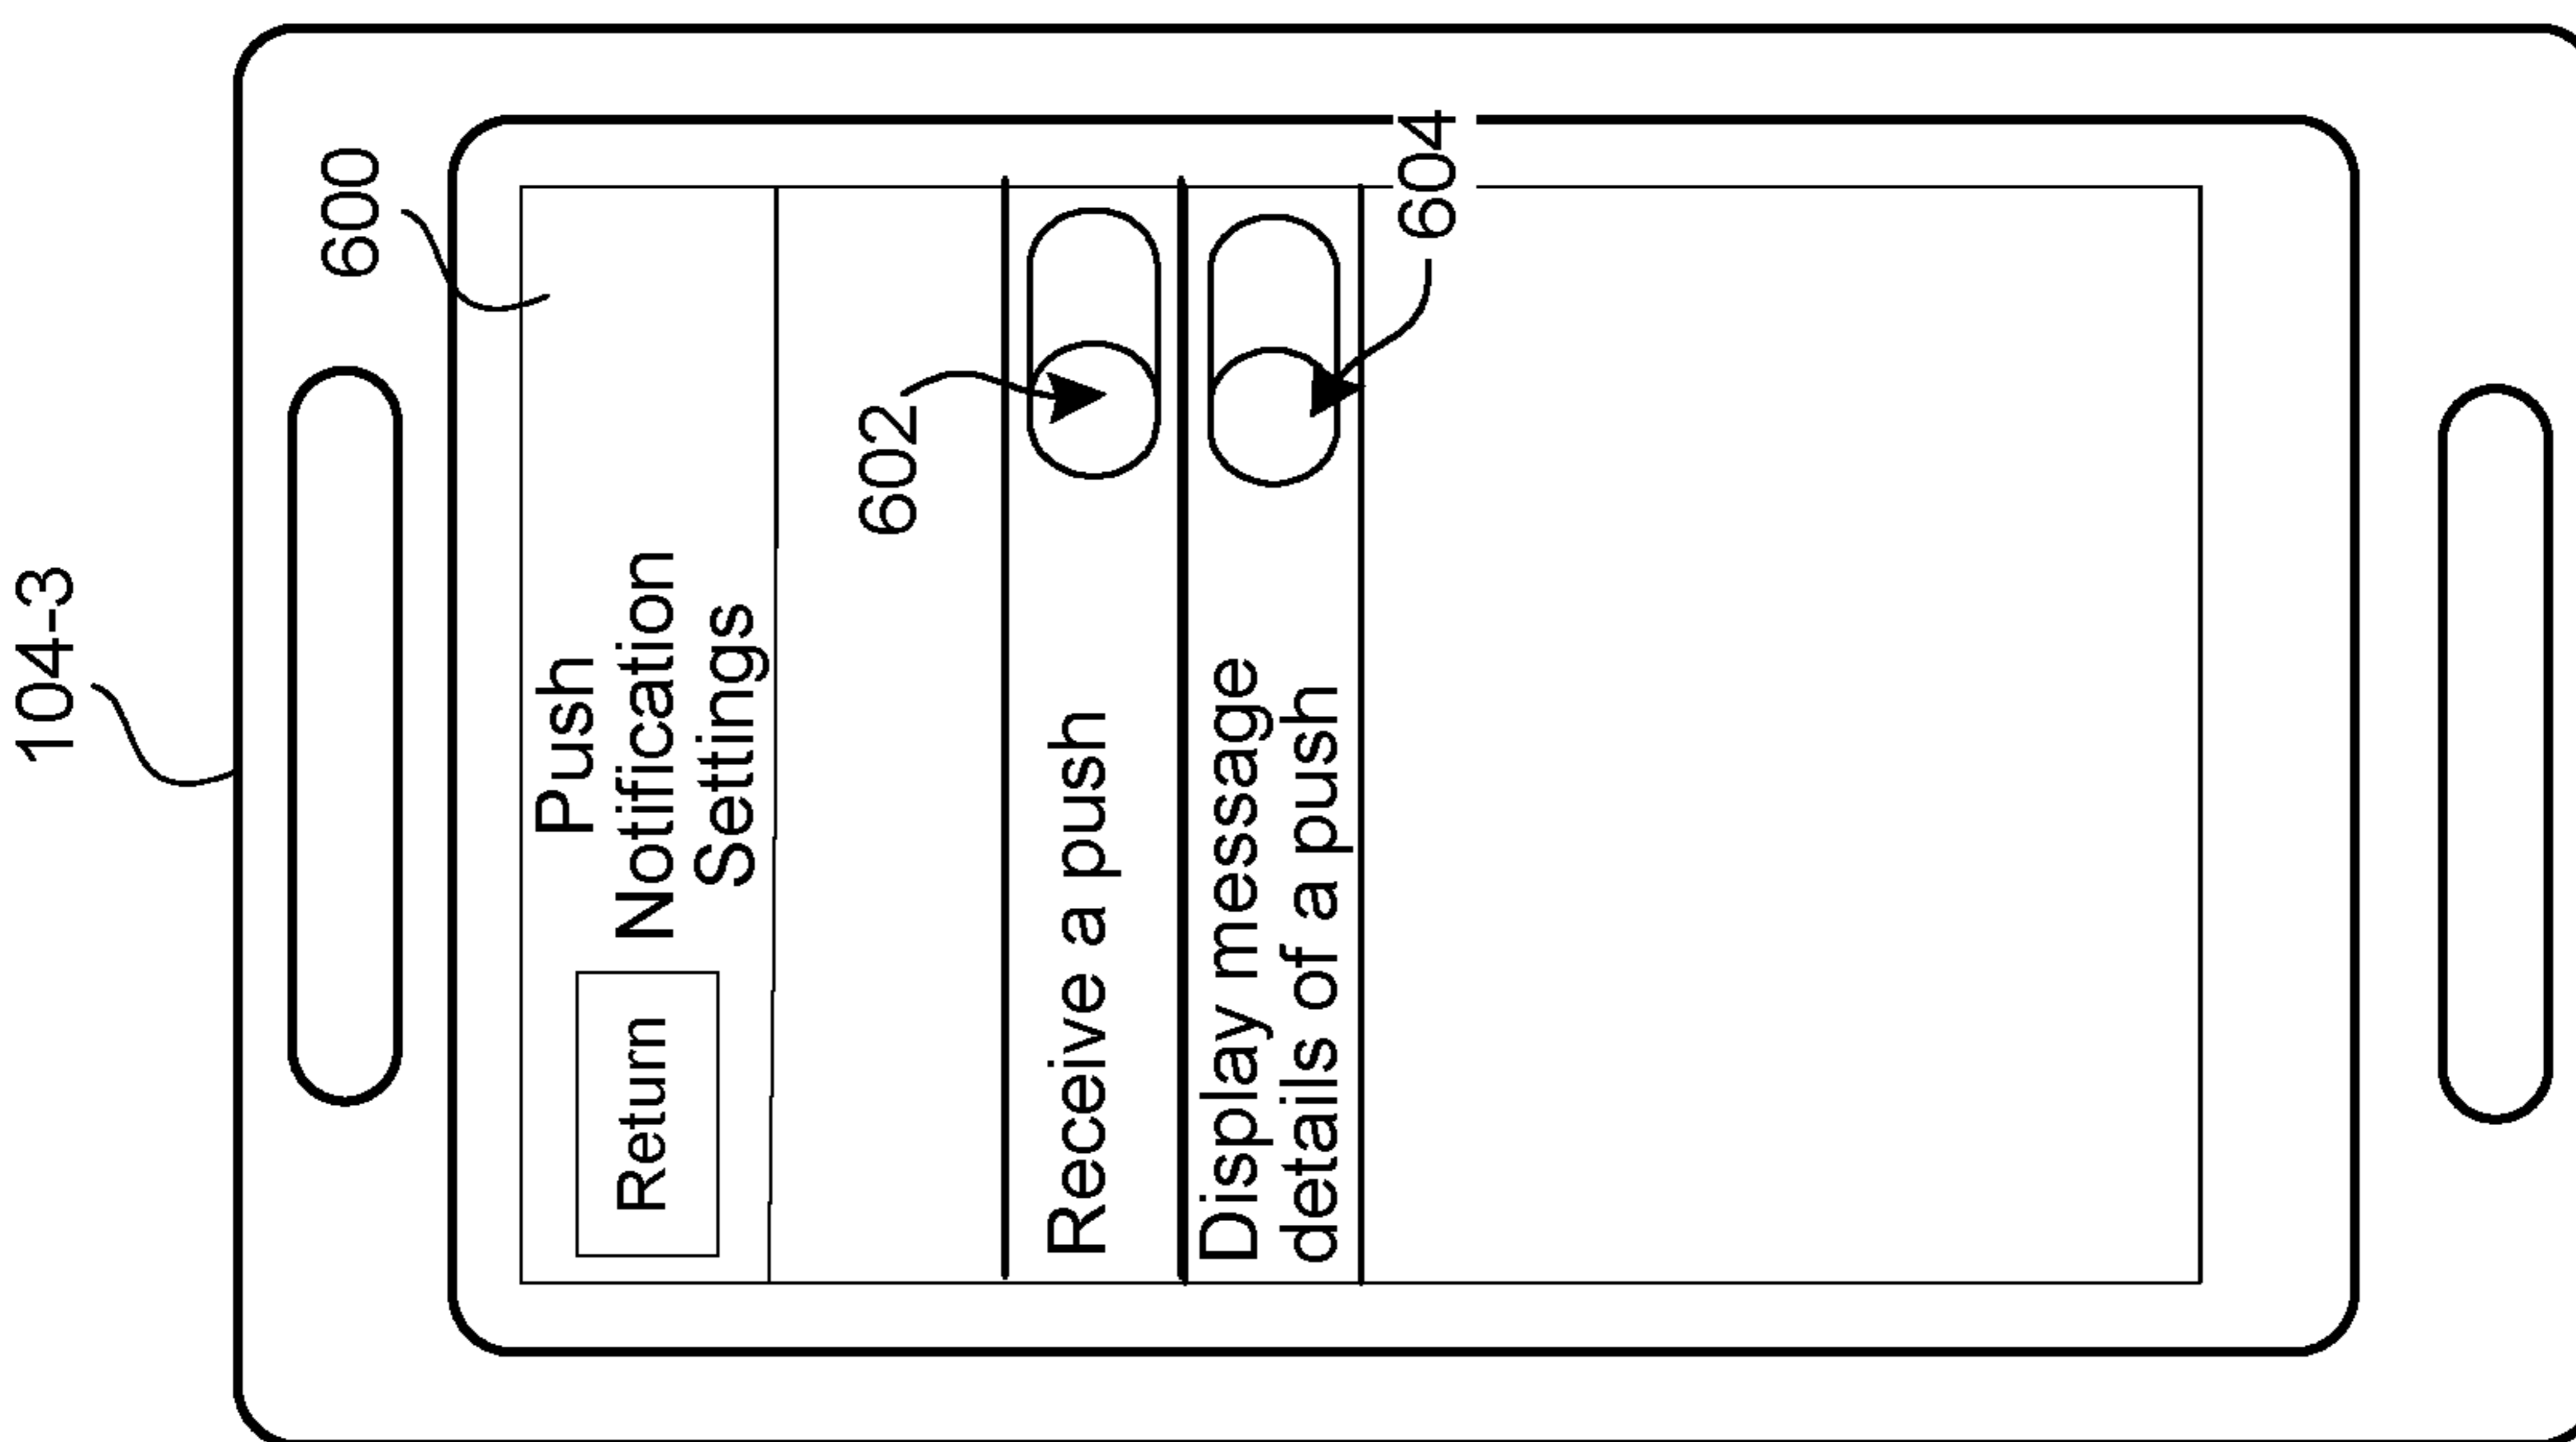 104-3
600
Push
Notification
Settings
Return
602
Receive a push
Display message
details of a push
604